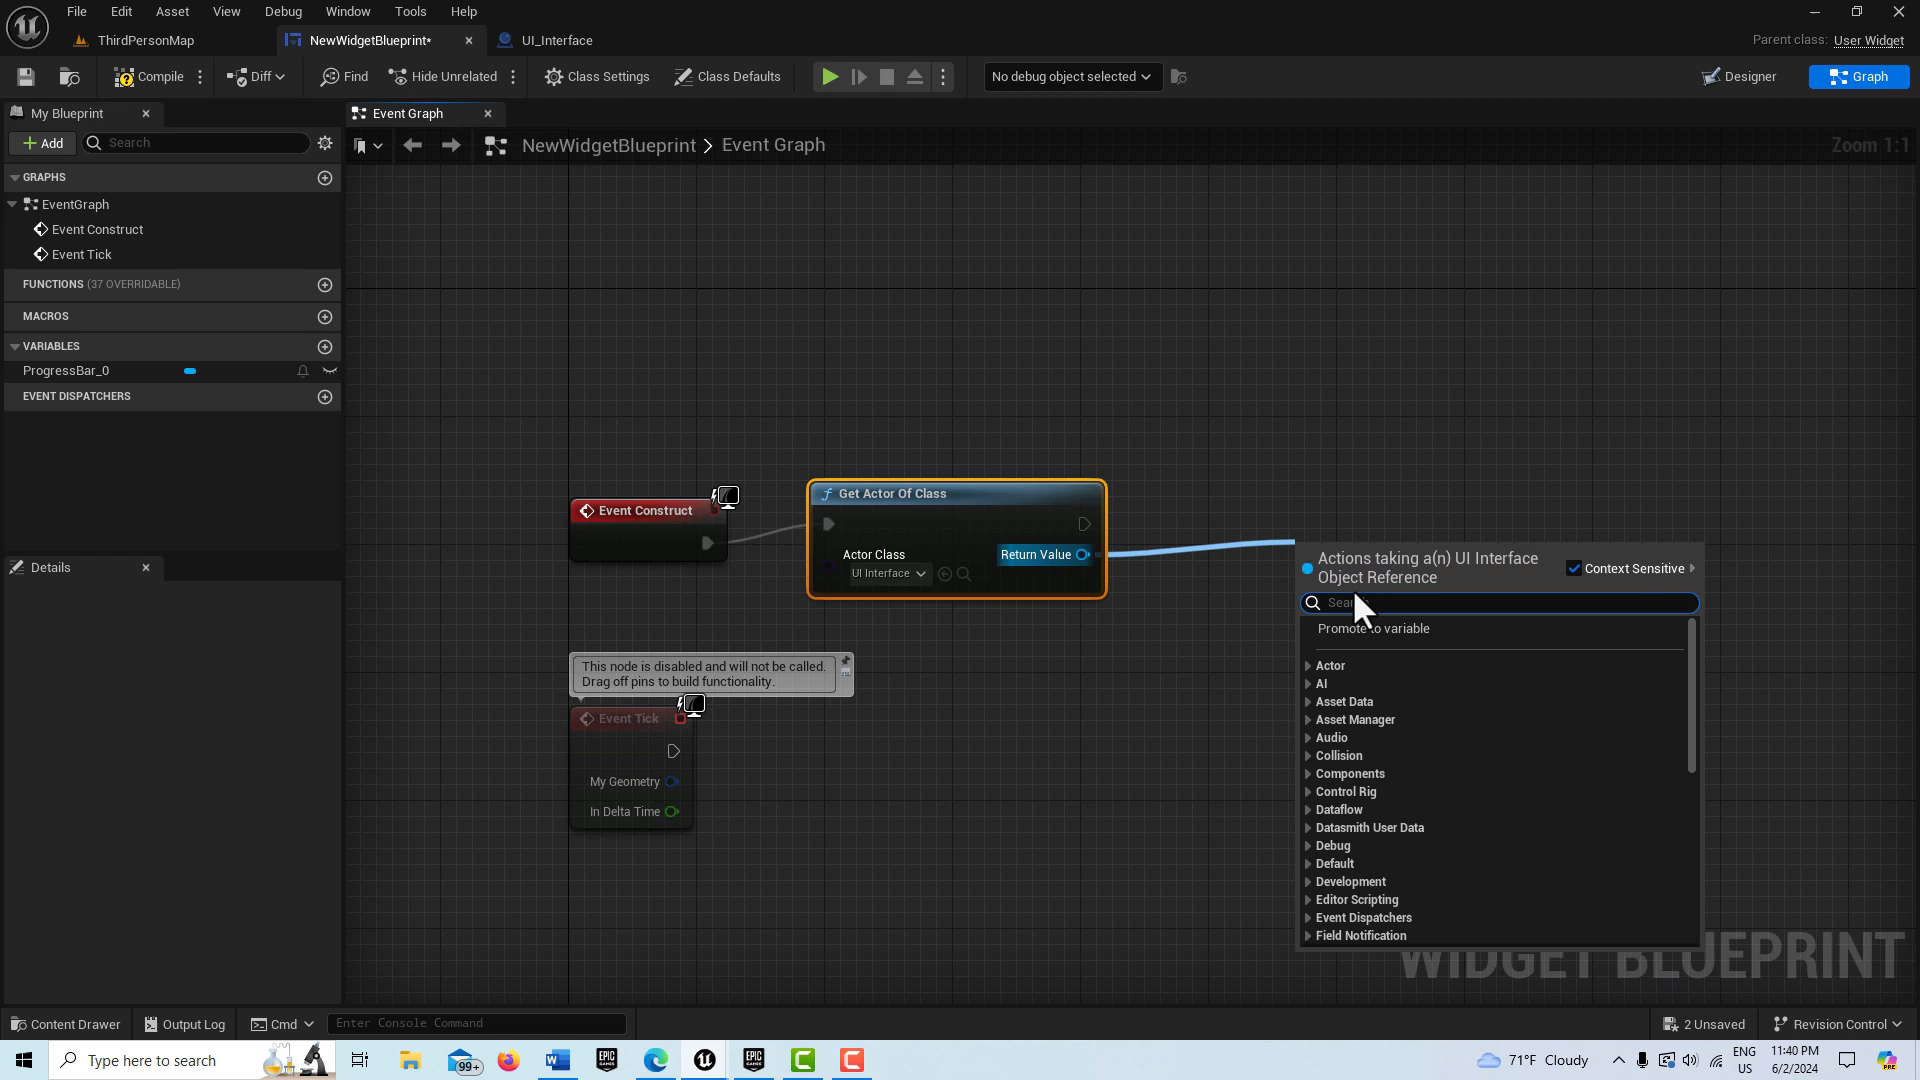 File Edit Asset View Debug Window Tools Help
ThirdPersonMap NewWidgetBlueprint* UI_Interface Parent class: User Widget
Compile Diff Find Hide Unrelated Class Settings Class Defaults No debug object selected Designer Graph
My Blueprint Event Graph
Add Search NewWidgetBlueprint Event Graph Zoom 1:1
GRAPHS
EventGraph
Event Construct
Event Tick
FUNCTIONS (37 OVERRIDABLE)
MACROS
VARIABLES
ProgressBar_0
EVENT DISPATCHERS
Details
Event Construct
Get Actor Of Class
Actor Class Return Value
UI Interface
This node is disabled and will not be called.
Drag off pins to build functionality.
Event Tick
My Geometry
In Delta Time
Actions taking a(n) UI Interface
Object Reference Context Sensitive
Promote to variable
Actor
AI
Asset Data
Asset Manager
Audio
Collision
Components
Control Rig
Dataflow
Datasmith User Data
Debug
Default
Development
Editor Scripting
Event Dispatchers
Field Notification
WIDGET BLUEPRINT
Content Drawer Output Log Cmd Enter Console Command 2 Unsaved Revision Control
Type here to search 99+ 71°F Cloudy ENG US 11:40 PM 6/2/2024 PRE